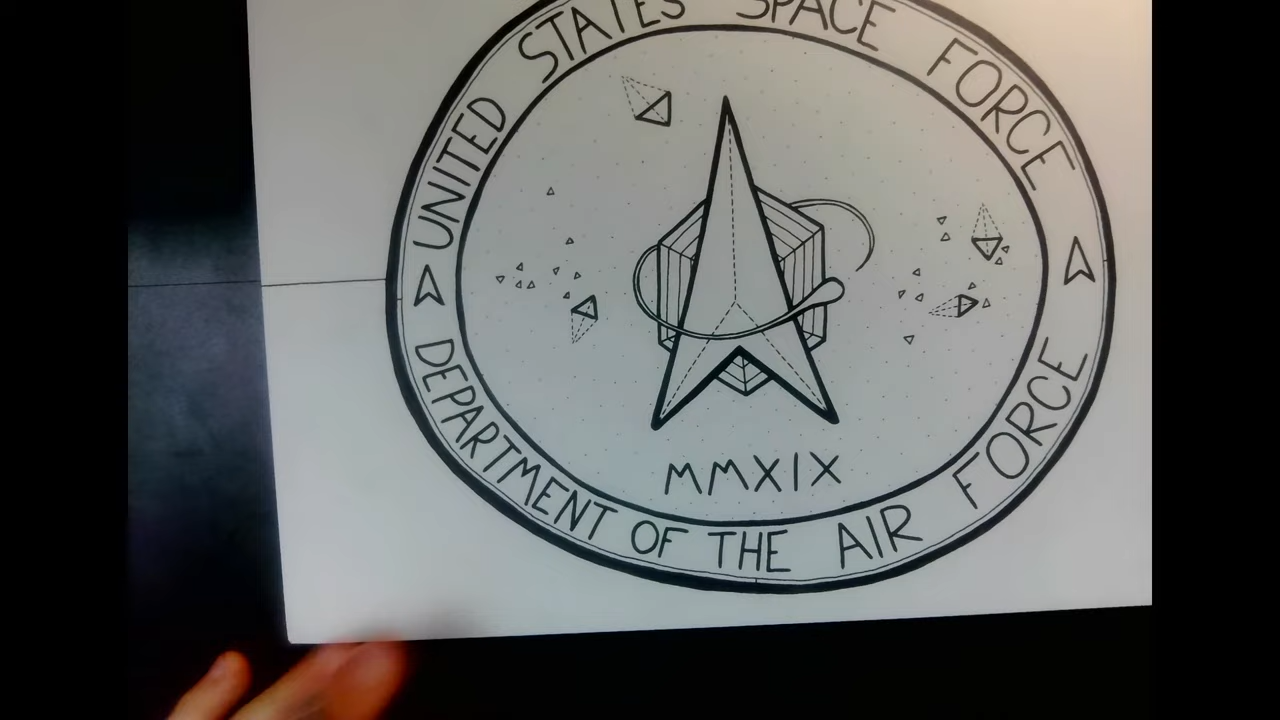 UNITED STATES SPACE FORCE
MMXIX
DEPARTMENT OF THE AIR FORCE